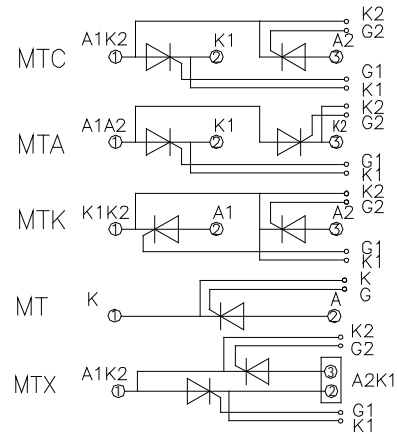 K2
G2
A1K2 K1 A2
MTC ① ② ③
G1
K1
K2
G2
A1A2 K1 K2
MTA ① ② ③
G1
K1
K2
G2
K1K2 A1 A2
MTK ① ② ③
G1
K1
K
G
MT K A
① ②
K2
G2
③
MTX A1K2 A2K1
① ②
G1
K1